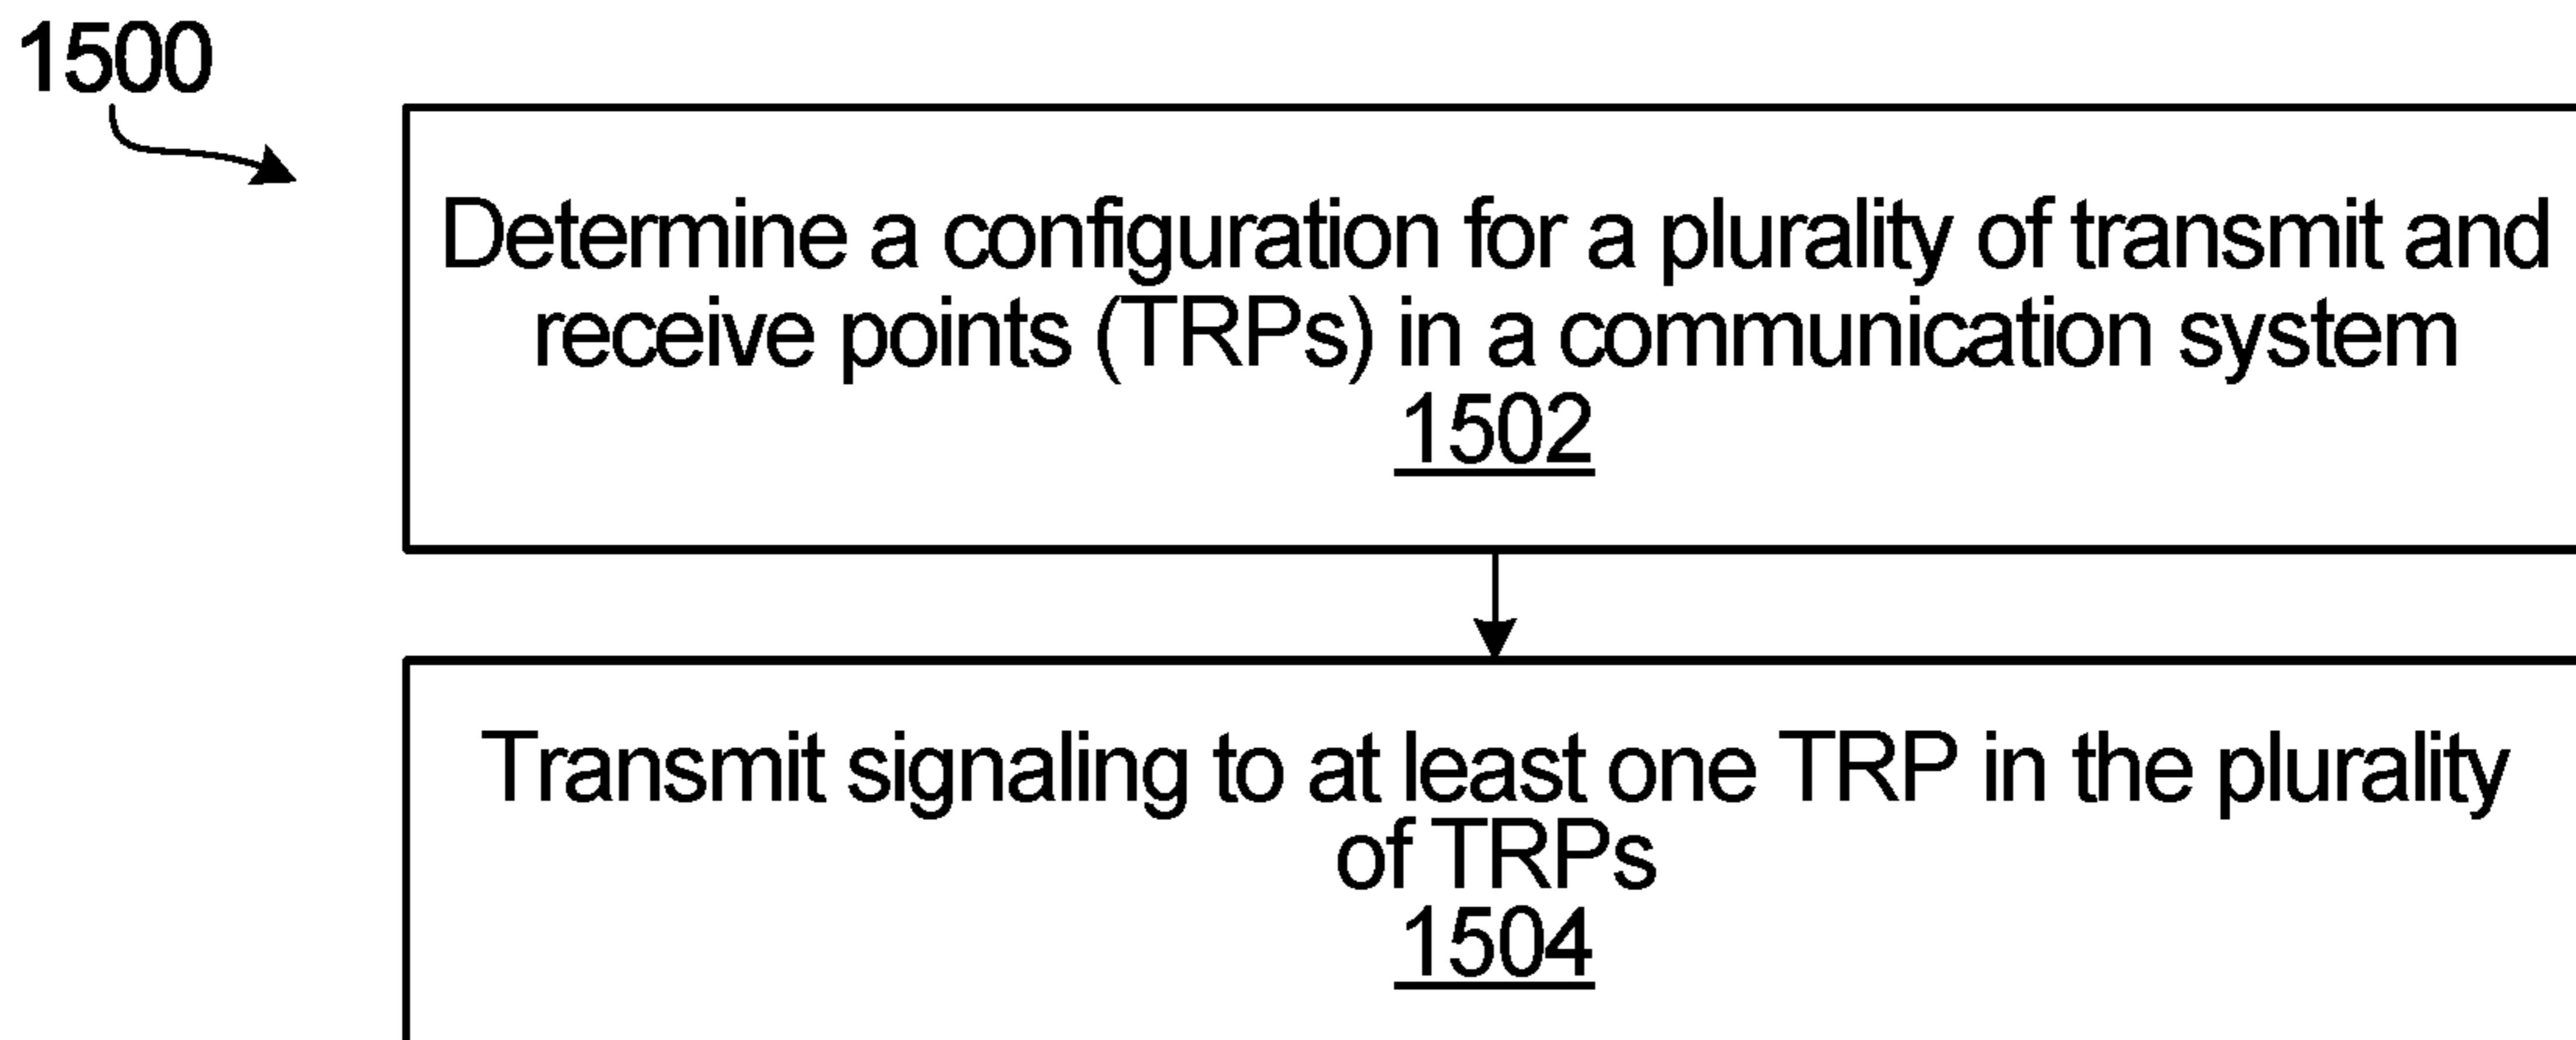 1500
Determine a configuration for a plurality of transmit and
receive points (TRPs) in a communication system
1502
Transmit signaling to at least one TRP in the plurality
of TRPs
1504